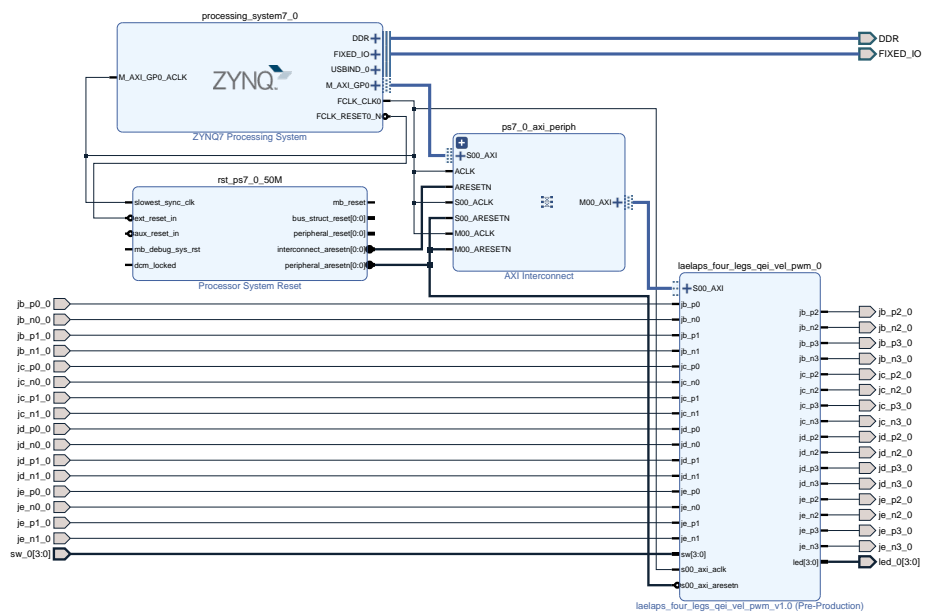 processing_system7_0
DDR
FIXED_IO
USBIND_0
M_AXI_GP0
M_AXI_GP0_ACLK
ZYNQ
FCLK_CLK0
FCLK_RESET0_N
ZYNQ7 Processing System
DDR
FIXED_IO
ps7_0_axi_periph
S00_AXI
ACLK
ARESETN
S00_ACLK
M00_AXI
S00_ARESETN
M00_ACLK
M00_ARESETN
AXI Interconnect
rst_ps7_0_50M
slowest_sync_clk
mb_reset
ext_reset_in
bus_struct_reset[0:0]
aux_reset_in
peripheral_reset[0:0]
mb_debug_sys_rst
interconnect_aresetn[0:0]
dcm_locked
peripheral_aresetn[0:0]
Processor System Reset
jb_p0_0
jb_n0_0
jb_p1_0
jb_n1_0
jc_p0_0
jc_n0_0
jc_p1_0
jc_n1_0
jd_p0_0
jd_n0_0
jd_p1_0
jd_n1_0
je_p0_0
je_n0_0
je_p1_0
je_n1_0
sw_0[3:0]
laelaps_four_legs_qei_vel_pwm_0
S00_AXI
jb_p0
jb_n0
jb_p1
jb_n1
jc_p0
jc_n0
jc_p1
jc_n1
jd_p0
jd_n0
jd_p1
jd_n1
je_p0
je_n0
je_p1
je_n1
sw[3:0]
s00_axi_aclk
s00_axi_aresetn
jb_p2
jb_n2
jb_p3
jb_n3
jc_p2
jc_n2
jc_p3
jc_n3
jd_p2
jd_n2
jd_p3
jd_n3
je_p2
je_n2
je_p3
je_n3
led[3:0]
laelaps_four_legs_qei_vel_pwm_v1.0 (Pre-Production)
jb_p2_0
jb_n2_0
jb_p3_0
jb_n3_0
jc_p2_0
jc_n2_0
jc_p3_0
jc_n3_0
jd_p2_0
jd_n2_0
jd_p3_0
jd_n3_0
je_p2_0
je_n2_0
je_p3_0
je_n3_0
led_0[3:0]